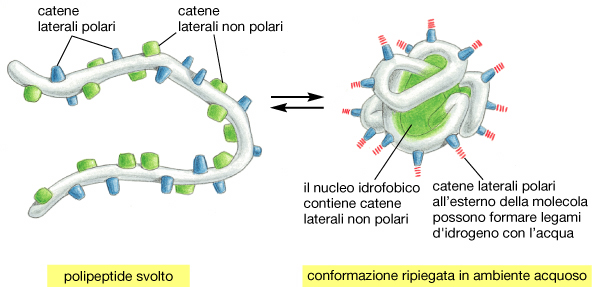 catene
laterali polari
catene
laterali non polari
il nucleo idrofobico
contiene catene
laterali non polari
catene laterali polari
all'esterno della molecola
possono formare legami
d'idrogeno con l'acqua
polipeptide svolto
conformazione ripiegata in ambiente acquoso